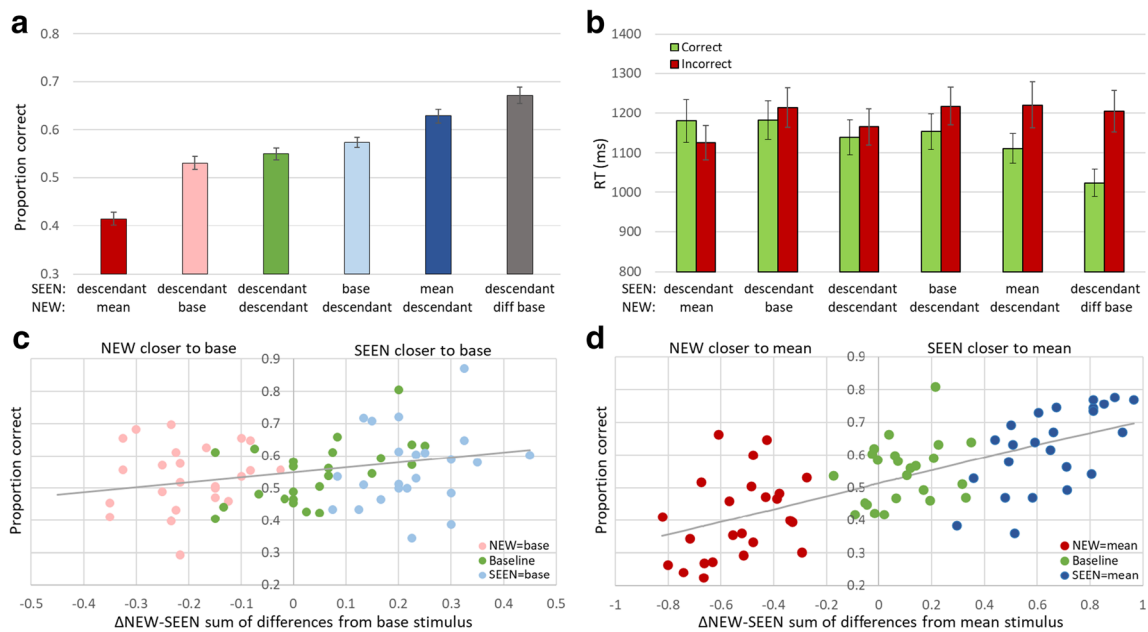 a
0.8
0.7
0.6
0.5
0.4
0.3
Proportion correct
SEEN: descendant descendant descendant base mean descendant
NEW: mean base descendant descendant descendant diff base
b
1400
1300
1200
1100
1000
900
800
RT (ms)
Correct
Incorrect
SEEN: descendant descendant descendant base mean descendant
NEW: mean base descendant descendant descendant diff base
c
NEW closer to base SEEN closer to base
0.9
0.8
0.7
0.6
0.5
0.4
0.3
0.2
Proportion correct
NEW=base
Baseline
SEEN=base
-0.5 -0.4 -0.3 -0.2 -0.1 0 0.1 0.2 0.3 0.4 0.5
ΔNEW-SEEN sum of differences from base stimulus
d
NEW closer to mean SEEN closer to mean
0.9
0.8
0.7
0.6
0.5
0.4
0.3
0.2
Proportion correct
NEW=mean
Baseline
SEEN=mean
-1 -0.8 -0.6 -0.4 -0.2 0 0.2 0.4 0.6 0.8 1
ΔNEW-SEEN sum of differences from mean stimulus